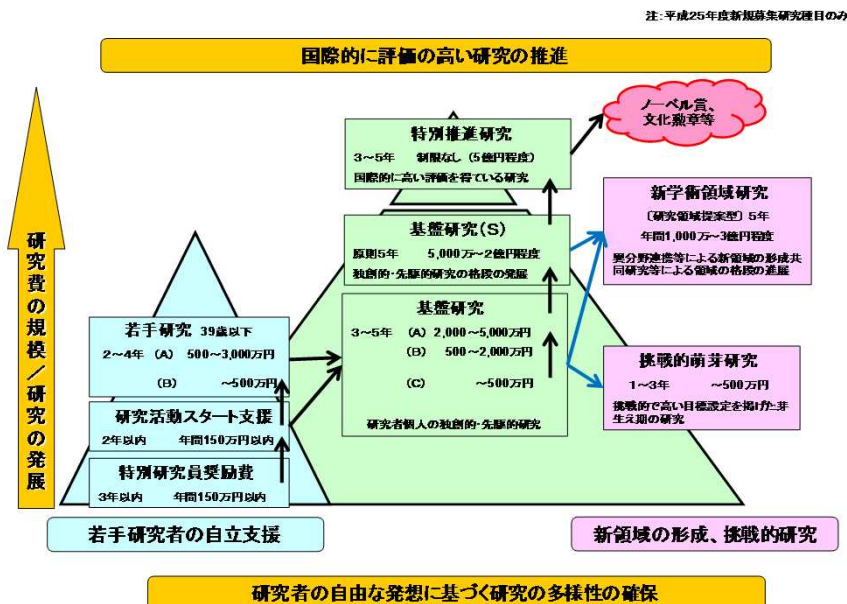 注:平成25年度新規募集研究種目のみ
国際的に評価の高い研究の推進
ノーベル賞、
文化勲章等
特別推進研究
3～5年 制限なし (5億円程度)
国際的に高い評価を得ている研究
新学術領域研究
〔研究領域提案型〕 5年
年間1,000万～3億円程度
異分野連携等による新領域の形成共
同研究等による領域の格段の進展
基盤研究(S)
原則5年 5,000万～2億円程度
独創的・先駆的研究の格段の発展
研究費の規模／研究の発展
基盤研究
3～5年 (A) 2,000～5,000万円
(B) 500～2,000万円
(C) ～500万円
研究者個人の独創的・先駆的研究
若手研究 39歳以下
2～4年 (A) 500～3,000万円
(B) ～500万円
挑戦的萌芽研究
1～3年 ～500万円
挑戦的で高い目標設定を掲げた芽
生え期の研究
研究活動スタート支援
2年以内 年間150万円以内
特別研究員奨励費
3年以内 年間150万円以内
若手研究者の自立支援
新領域の形成、挑戦的研究
研究者の自由な発想に基づく研究の多様性の確保